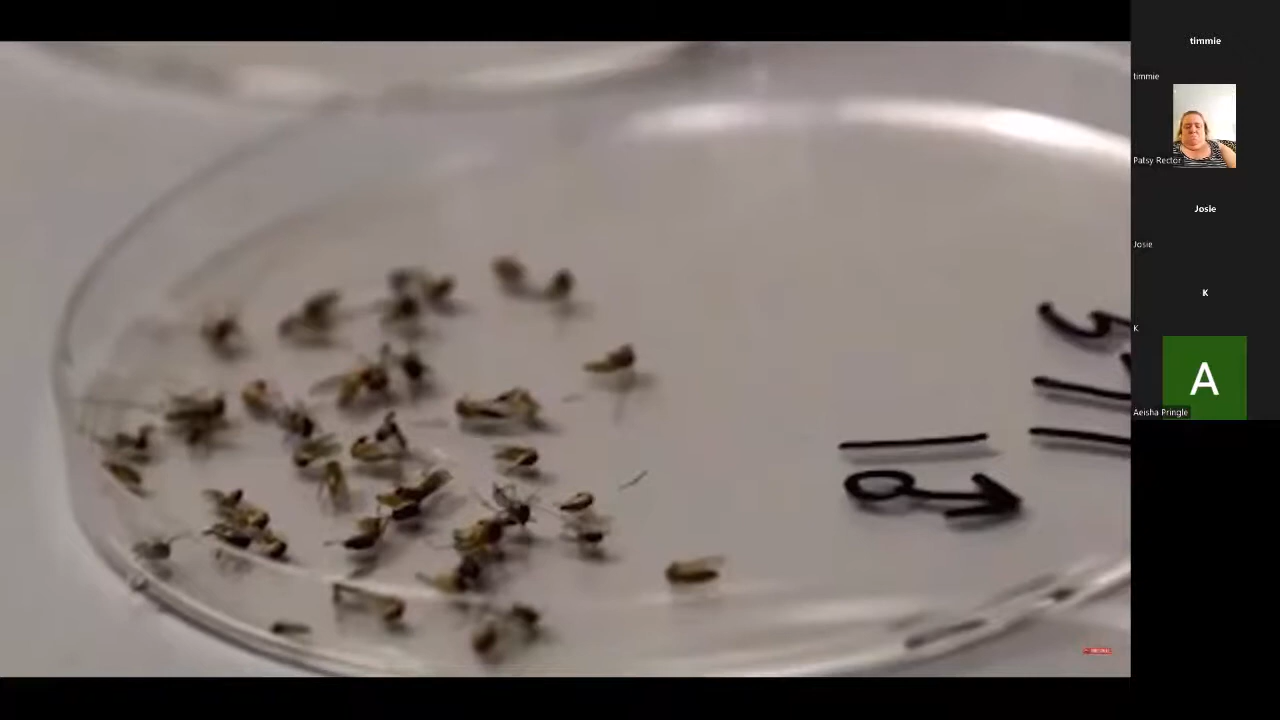 timmie
timmie
Patsy Rector
Josie
Josie
K
K
A
Aeisha Pringle
♂